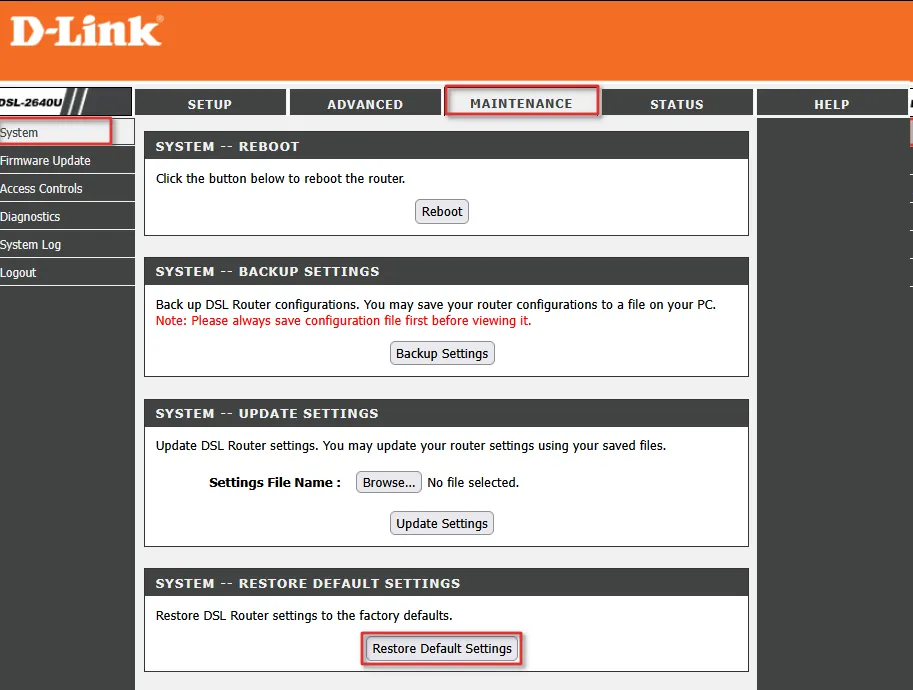 D-Link
DSL-2640U
SETUP
ADVANCED
MAINTENANCE
STATUS
HELP
System
Firmware Update
Access Controls
Diagnostics
System Log
Logout
SYSTEM -- REBOOT
Click the button below to reboot the router.
Reboot
SYSTEM -- BACKUP SETTINGS
Back up DSL Router configurations. You may save your router configurations to a file on your PC.
Note: Please always save configuration file first before viewing it.
Backup Settings
SYSTEM -- UPDATE SETTINGS
Update DSL Router settings. You may update your router settings using your saved files.
Settings File Name : Browse... No file selected.
Update Settings
SYSTEM -- RESTORE DEFAULT SETTINGS
Restore DSL Router settings to the factory defaults.
Restore Default Settings